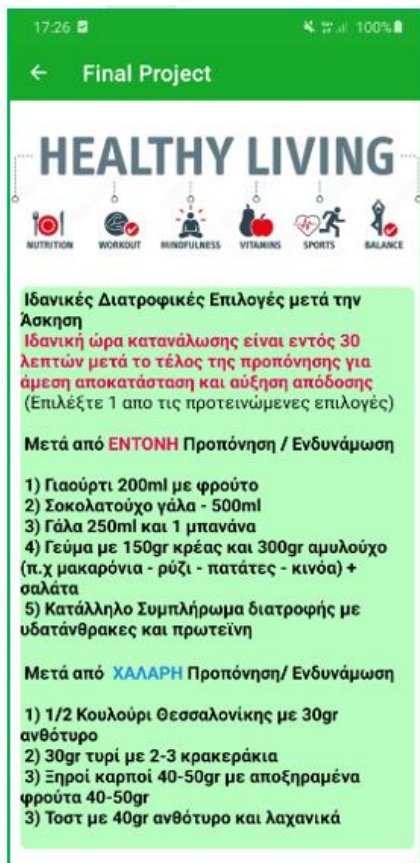 17:26 100%
Final Project
HEALTHY LIVING
NUTRITION WORKOUT MINDFULNESS VITAMINS SPORTS BALANCE
Ιδανικές Διατροφικές Επιλογές μετά την
Άσκηση
Ιδανική ώρα κατανάλωσης είναι εντός 30
λεπτών μετά το τέλος της προπόνησης για
άμεση αποκατάσταση και αύξηση απόδοσης
(Επιλέξτε 1 απο τις προτεινώμενες επιλογές)
Μετά από ΕΝΤΟΝΗ Προπόνηση / Ενδυνάμωση
1) Γιαούρτι 200ml με φρούτο
2) Σοκολατούχο γάλα - 500ml
3) Γάλα 250ml και 1 μπανάνα
4) Γεύμα με 150gr κρέας και 300gr αμυλούχο
(π.χ μακαρόνια - ρύζι - πατάτες - κινόα) +
σαλάτα
5) Κατάλληλο Συμπλήρωμα διατροφής με
υδατάνθρακες και πρωτεϊνη
Μετά από ΧΑΛΑΡΗ Προπόνηση/ Ενδυνάμωση
1) 1/2 Κουλούρι Θεσσαλονίκης με 30gr
ανθότυρο
2) 30gr τυρί με 2-3 κρακεράκια
3) Ξηροί καρποί 40-50gr με αποξηραμένα
φρούτα 40-50gr
3) Τοστ με 40gr ανθότυρο και λαχανικά